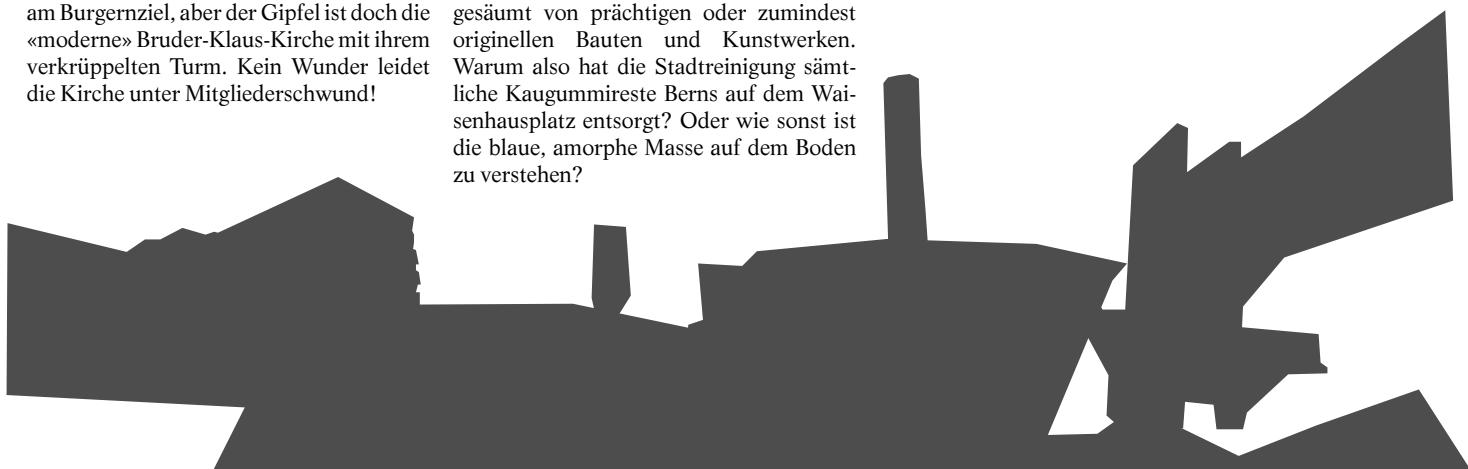 am Burgernziel, aber der Gipfel ist doch die
«moderne» Bruder-Klaus-Kirche mit ihrem
verkrüppelten Turm. Kein Wunder leidet
die Kirche unter Mitgliederschwund!
gesäumt von prächtigen oder zumindest
originellen Bauten und Kunstwerken.
Warum also hat die Stadtreinigung sämt-
liche Kaugummireste Berns auf dem Wai-
senhausplatz entsorgt? Oder wie sonst ist
die blaue, amorphe Masse auf dem Boden
zu verstehen?